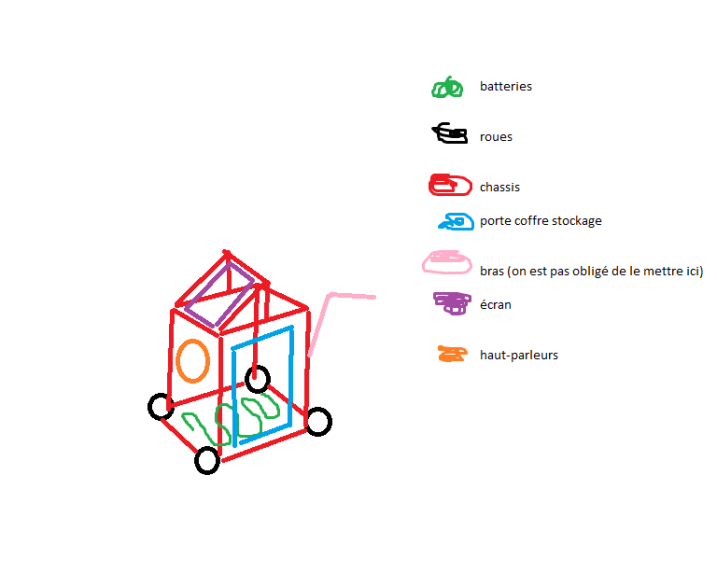 batteries
roues
chassis
porte coffre stockage
bras (on est pas obligé de le mettre ici)
écran
haut-parleurs